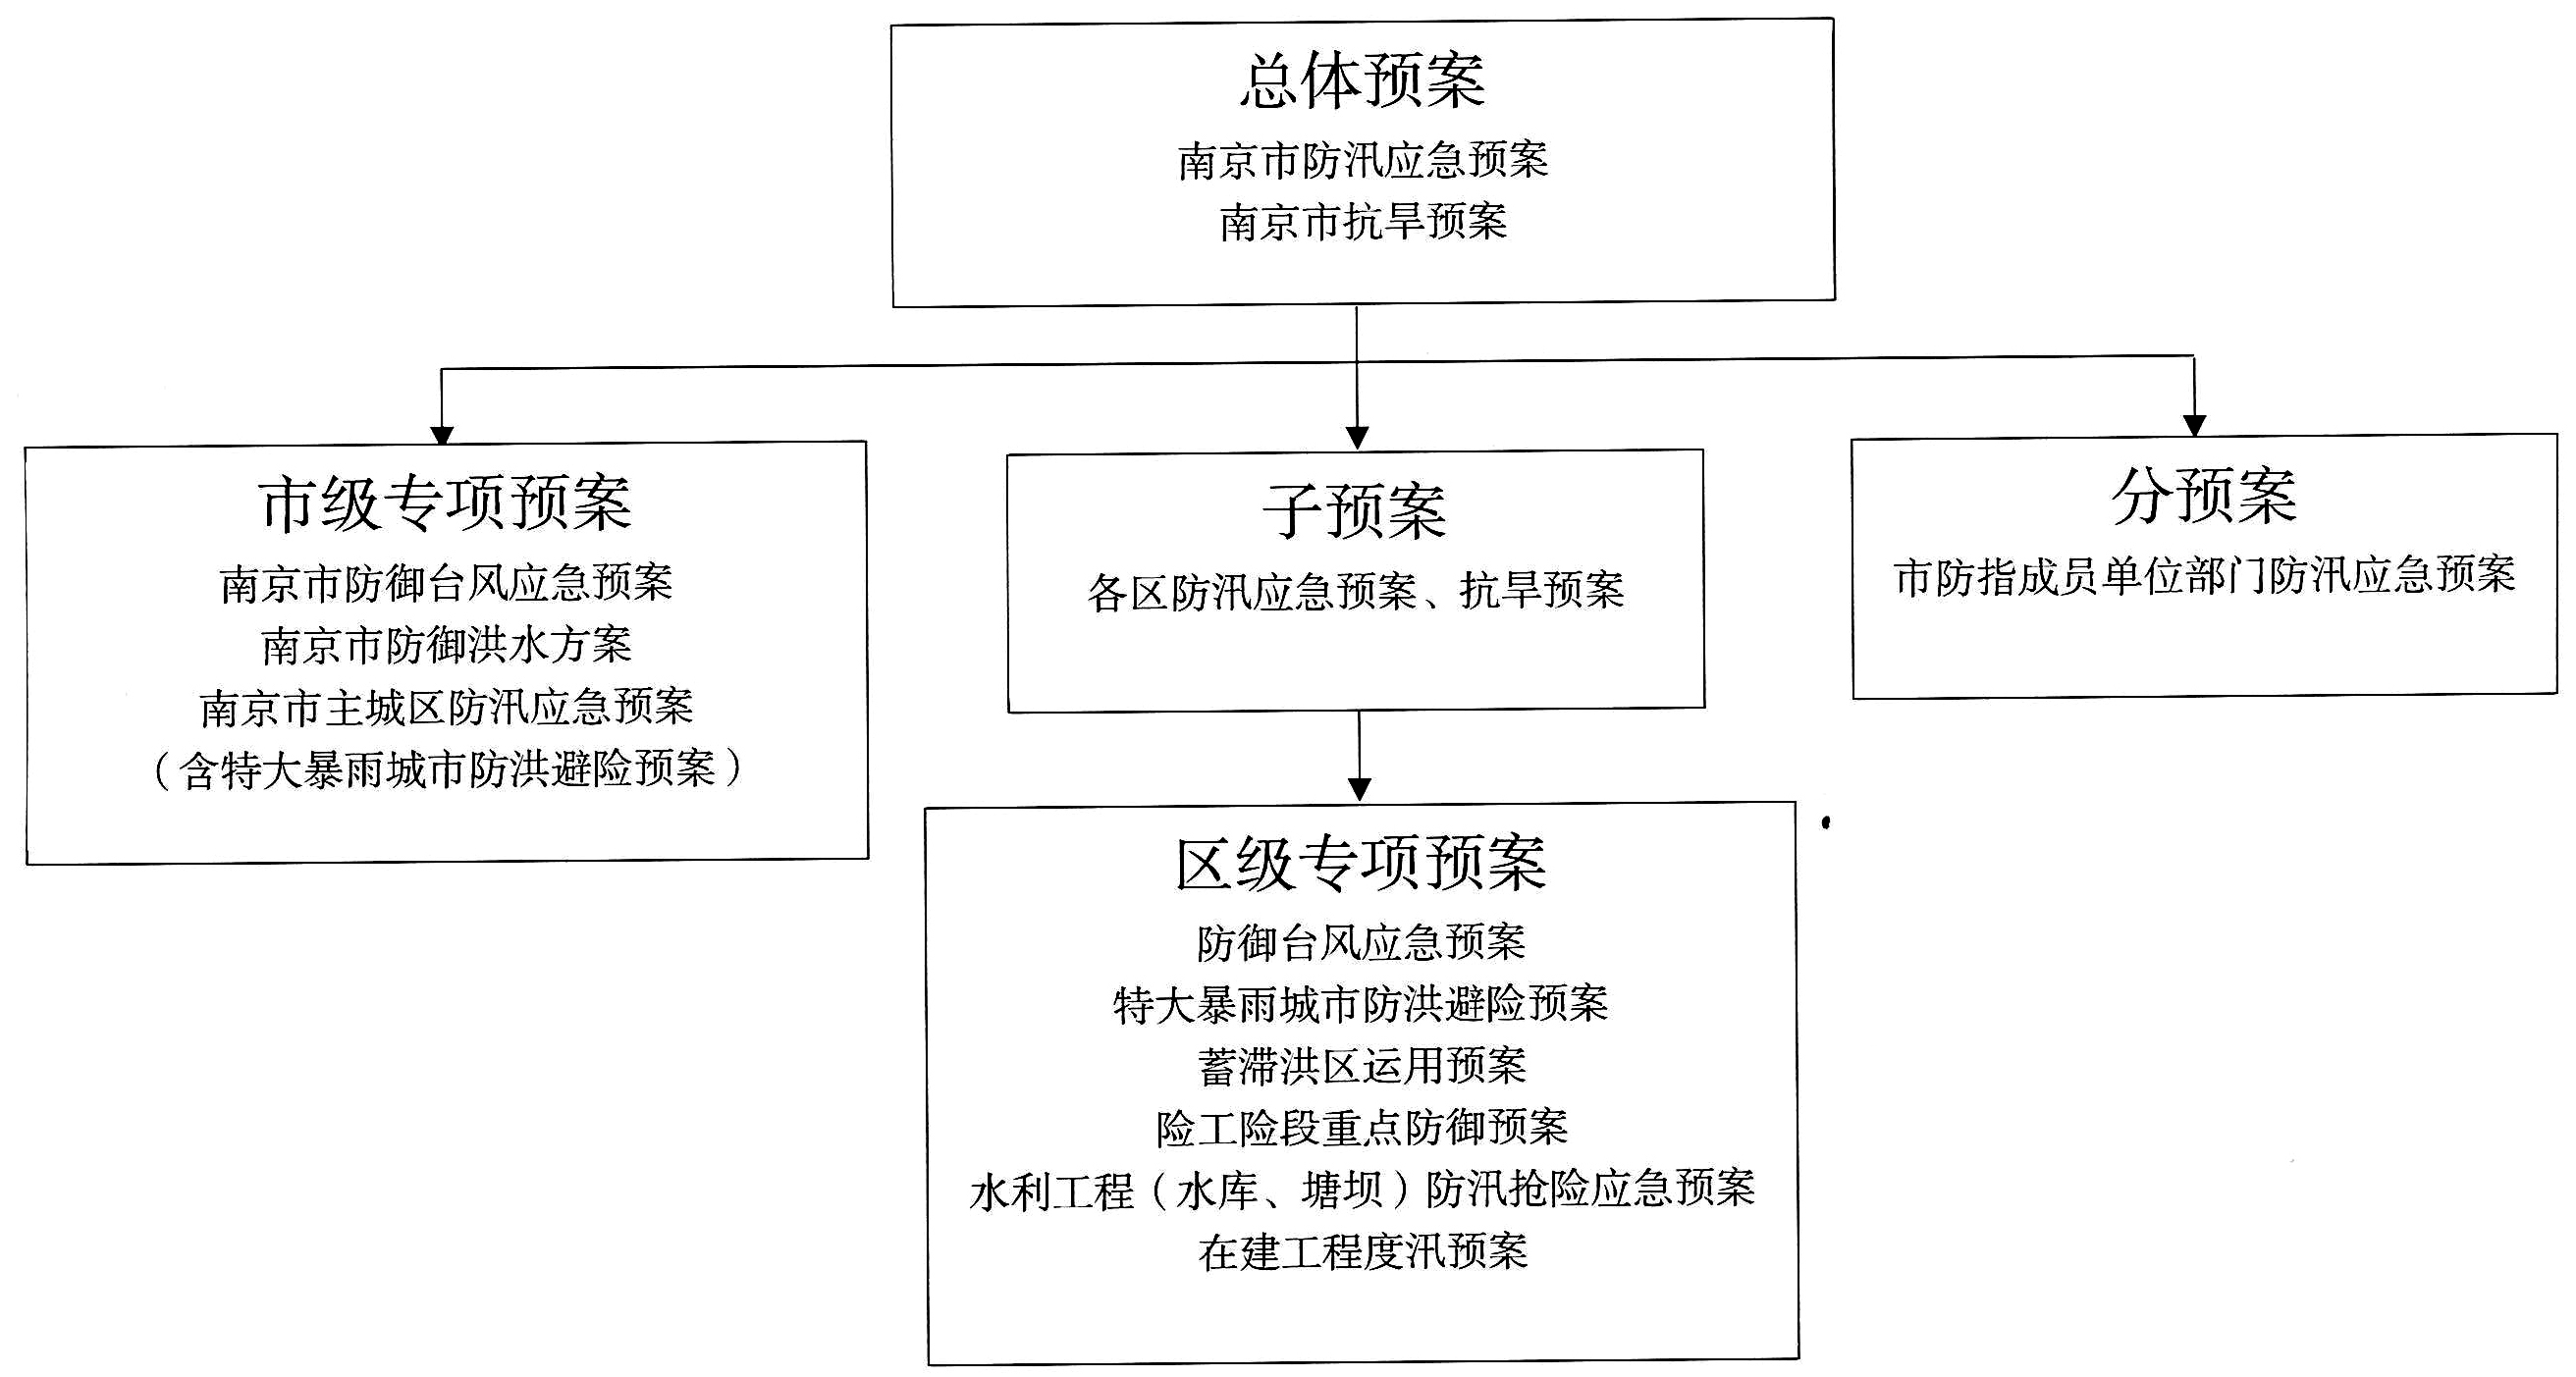 总体预案
南京市防汛应急预案
南京市抗旱预案
市级专项预案
南京市防御台风应急预案
南京市防御洪水方案
南京市主城区防汛应急预案
（含特大暴雨城市防洪避险预案）
子预案
各区防汛应急预案、抗旱预案
分预案
市防指成员单位部门防汛应急预案
区级专项预案
防御台风应急预案
特大暴雨城市防洪避险预案
蓄滞洪区运用预案
险工险段重点防御预案
水利工程（水库、塘坝）防汛抢险应急预案
在建工程度汛预案